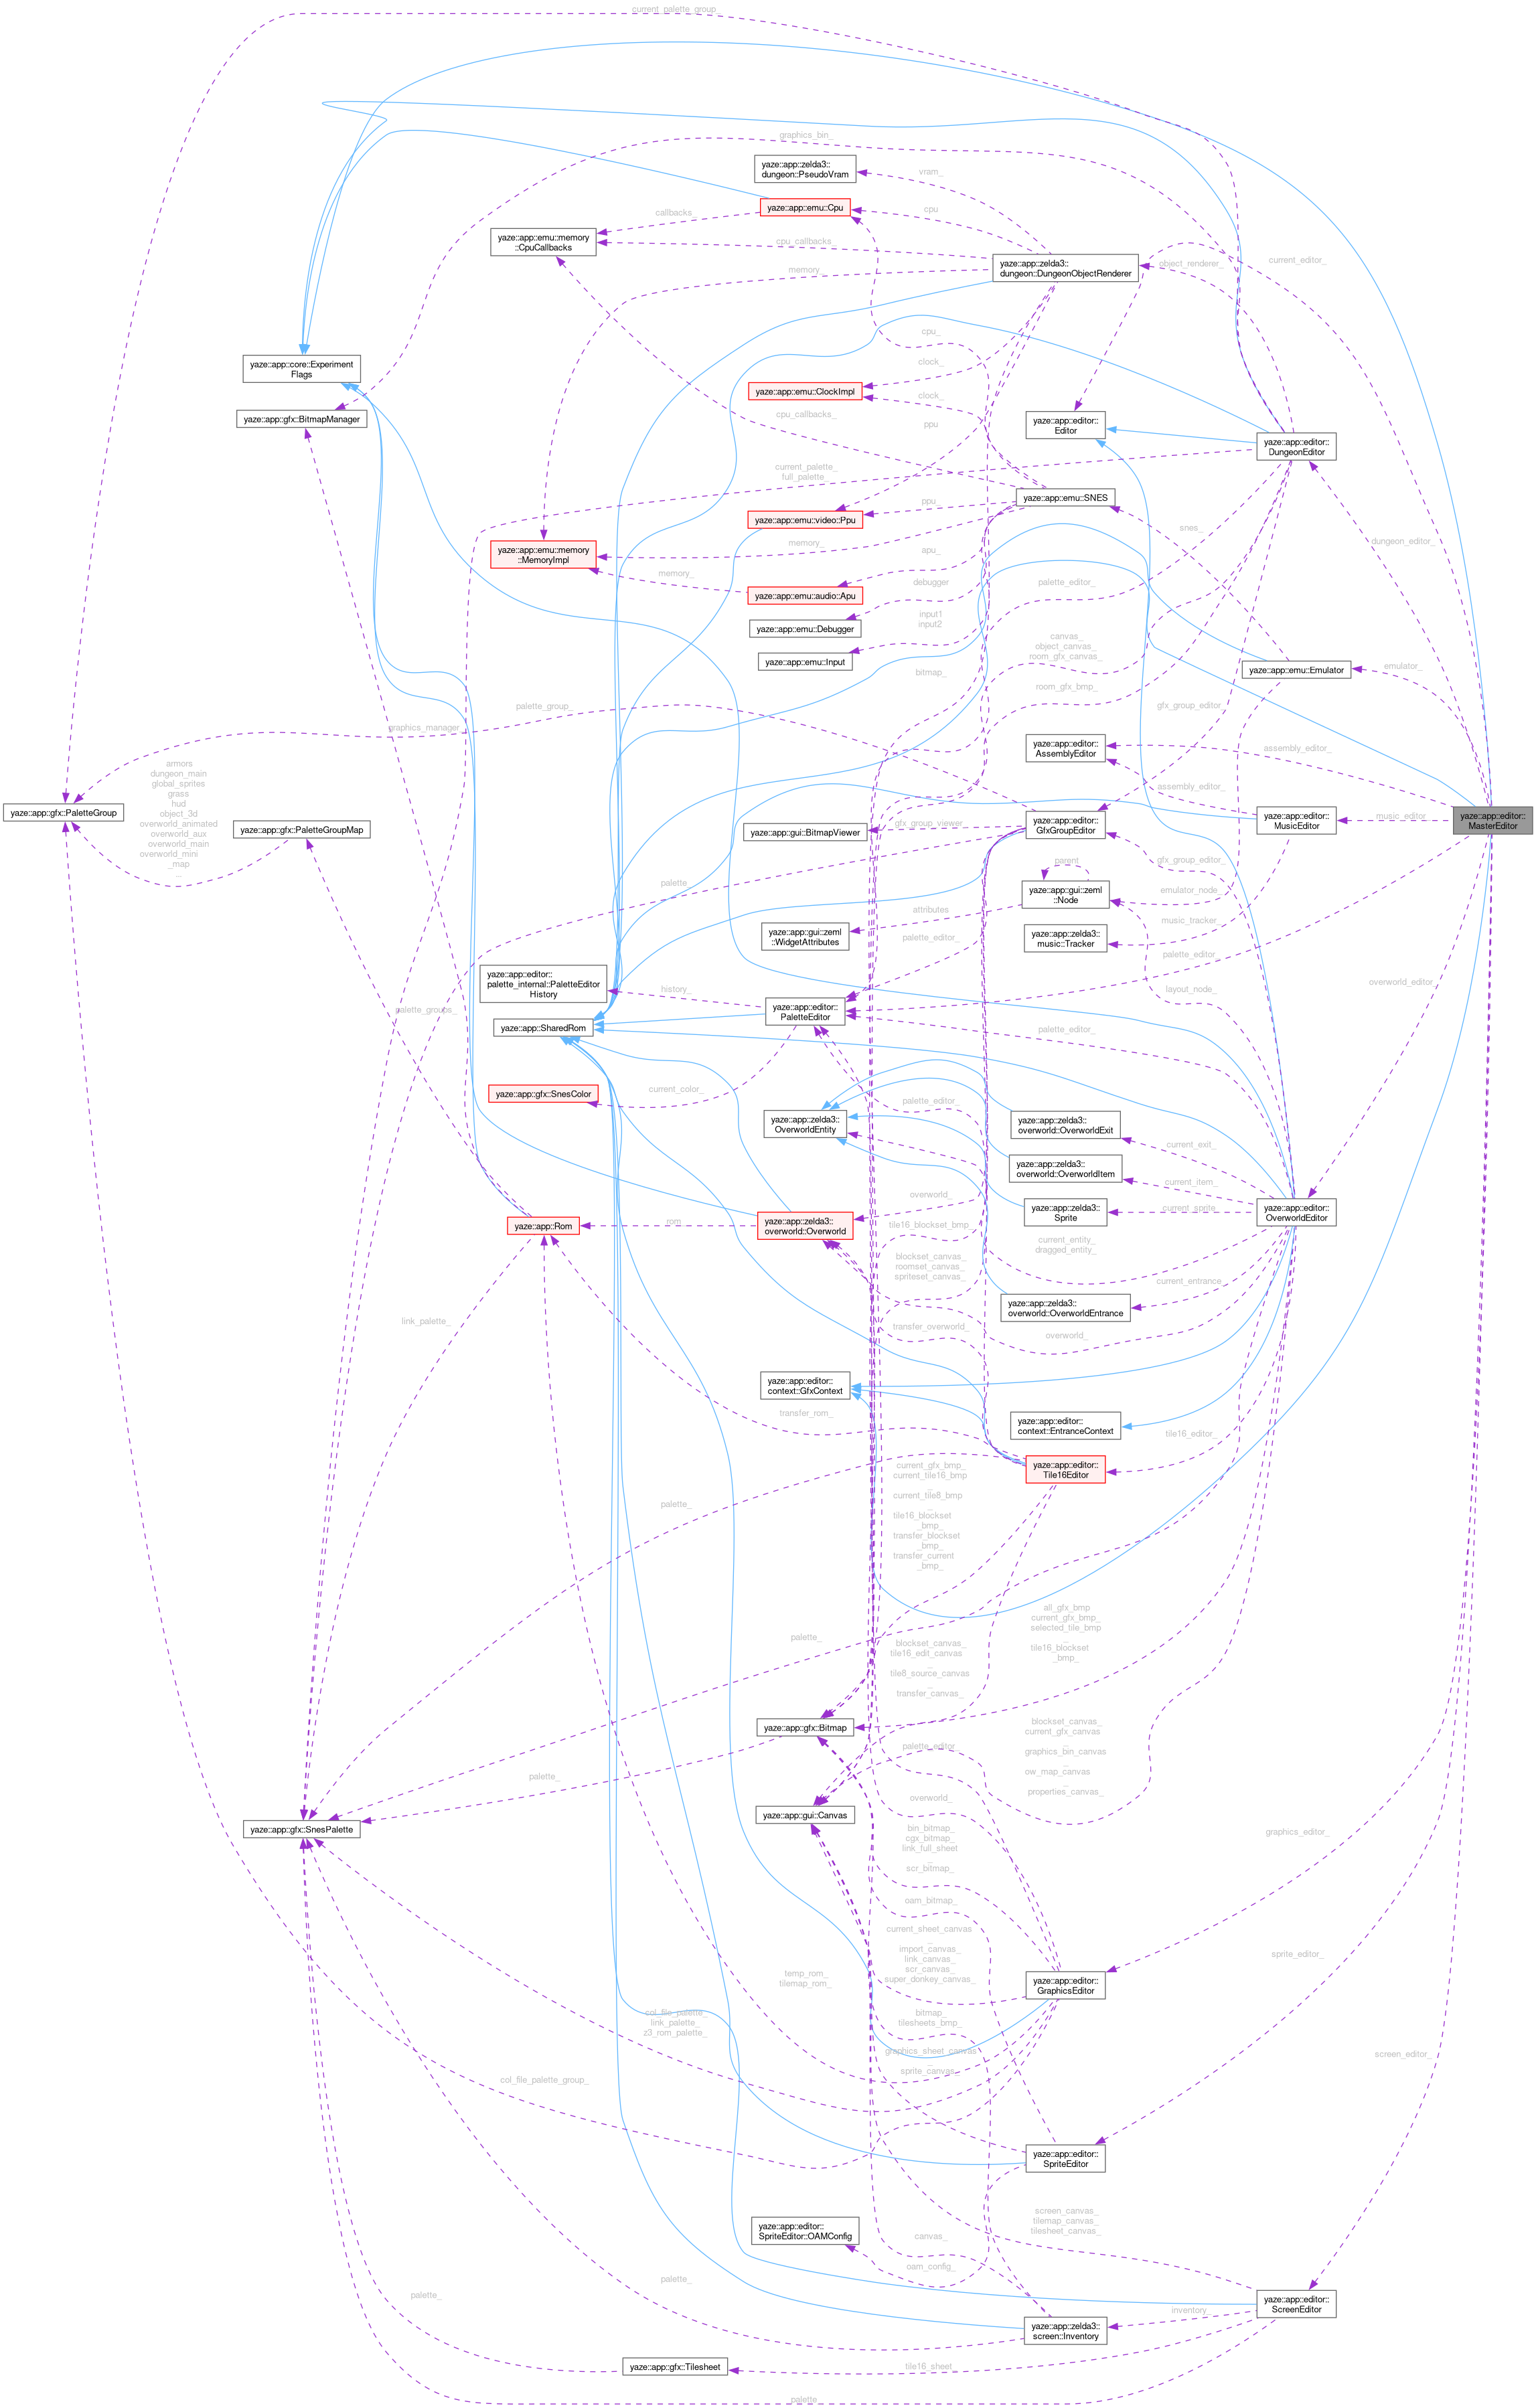 current_palette_group_
graphics_bin_
yaze::app::zelda3::
dungeon::PseudoVram
vram_
yaze::app::emu::Cpu
cpu
callbacks_
yaze::app::emu::memory
::CpuCallbacks
cpu_callbacks_
object_renderer_
current_editor_
yaze::app::zelda3::
dungeon::DungeonObjectRenderer
memory_
cpu_
yaze::app::core::Experiment
Flags
clock_
yaze::app::emu::ClockImpl
clock_
yaze::app::gfx::BitmapManager
cpu_callbacks_
ppu
yaze::app::editor::
Editor
yaze::app::editor::
DungeonEditor
current_palette_
full_palette_
yaze::app::emu::SNES
ppu_
yaze::app::emu::video::Ppu
snes_
dungeon_editor_
yaze::app::emu::memory
::MemoryImpl
memory_
apu_
memory_
debugger
palette_editor_
yaze::app::emu::audio::Apu
input1
input2
yaze::app::emu::Debugger
canvas_
object_canvas_
room_gfx_canvas_
yaze::app::emu::Input
bitmap_
yaze::app::emu::Emulator
emulator_
room_gfx_bmp_
palette_group_
gfx_group_editor_
graphics_manager_
yaze::app::editor::
AssemblyEditor
assembly_editor_
armors
dungeon_main
global_sprites
grass
hud
object_3d
overworld_animated
overworld_aux
overworld_main
overworld_mini
_map
_
assembly_editor_
yaze::app::gfx::PaletteGroup
yaze::app::gfx::PaletteGroupMap
yaze::app::gui::BitmapViewer
gfx_group_viewer_
yaze::app::editor::
GfxGroupEditor
yaze::app::editor::
MusicEditor
music_editor_
yaze::app::editor::
MasterEditor
palette_
parent
gfx_group_editor_
yaze::app::gui::zeml
::Node
emulator_node_
attributes
yaze::app::gui::zeml
::WidgetAttributes
music_tracker_
yaze::app::zelda3::
music::Tracker
palette_editor_
palette_editor_
yaze::app::editor::
palette_internal::PaletteEditor
History
history_
layout_node_
overworld_editor_
palette_groups_
yaze::app::editor::
PaletteEditor
yaze::app::SharedRom
palette_editor_
current_color_
yaze::app::gfx::SnesColor
palette_editor_
yaze::app::zelda3::
OverworldEntity
yaze::app::zelda3::
overworld::OverworldExit
current_exit_
yaze::app::zelda3::
overworld::OverworldItem
current_item_
overworld_
yaze::app::zelda3::
Sprite
current_sprite_
yaze::app::editor::
OverworldEditor
yaze::app::Rom
rom_
yaze::app::zelda3::
overworld::Overworld
tile16_blockset_bmp_
current_entity_
dragged_entity_
blockset_canvas_
roomset_canvas_
spriteset_canvas_
current_entrance_
yaze::app::zelda3::
overworld::OverworldEntrance
link_palette_
transfer_overworld_
overworld_
yaze::app::editor::
context::GfxContext
transfer_rom_
yaze::app::editor::
context::EntranceContext
tile16_editor_
yaze::app::editor::
Tile16Editor
current_gfx_bmp_
current_tile16_bmp
_
current_tile8_bmp
_
tile16_blockset
_bmp_
transfer_blockset
_bmp_
transfer_current
_bmp_
palette_
all_gfx_bmp
current_gfx_bmp_
selected_tile_bmp
_
tile16_blockset
_bmp_
palette_
blockset_canvas_
tile16_edit_canvas
_
tile8_source_canvas
_
transfer_canvas_
yaze::app::gfx::Bitmap
blockset_canvas_
current_gfx_canvas
_
graphics_bin_canvas
_
ow_map_canvas
_
properties_canvas_
palette_editor_
palette_
overworld_
yaze::app::gui::Canvas
yaze::app::gfx::SnesPalette
bin_bitmap_
cgx_bitmap_
link_full_sheet
_
scr_bitmap_
graphics_editor_
oam_bitmap_
current_sheet_canvas
_
import_canvas_
link_canvas_
scr_canvas_
super_donkey_canvas_
sprite_editor_
temp_rom_
tilemap_rom_
yaze::app::editor::
GraphicsEditor
col_file_palette_
link_palette_
z3_rom_palette_
bitmap_
tilesheets_bmp_
graphics_sheet_canvas
_
sprite_canvas_
screen_editor_
col_file_palette_group_
yaze::app::editor::
SpriteEditor
screen_canvas_
tilemap_canvas_
tilesheet_canvas_
yaze::app::editor::
SpriteEditor::OAMConfig
canvas_
oam_config_
palette_
yaze::app::editor::
ScreenEditor
palette_
inventory_
yaze::app::zelda3::
screen::Inventory
yaze::app::gfx::Tilesheet
tile16_sheet_
palette_